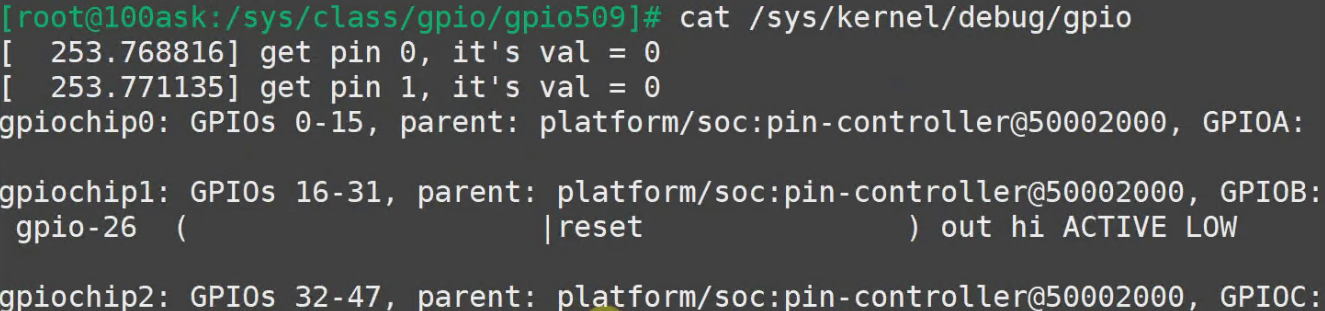 [root@100ask:/sys/class/gpio/gpio509]# cat /sys/kernel/debug/gpio
[  253.768816] get pin 0, it's val = 0
[  253.771135] get pin 1, it's val = 0
gpiochip0: GPIOs 0-15, parent: platform/soc:pin-controller@50002000, GPIOA:
gpiochip1: GPIOs 16-31, parent: platform/soc:pin-controller@50002000, GPIOB:
 gpio-26  (                    |reset               ) out hi ACTIVE LOW
gpiochip2: GPIOs 32-47, parent: platform/soc:pin-controller@50002000, GPIOC: